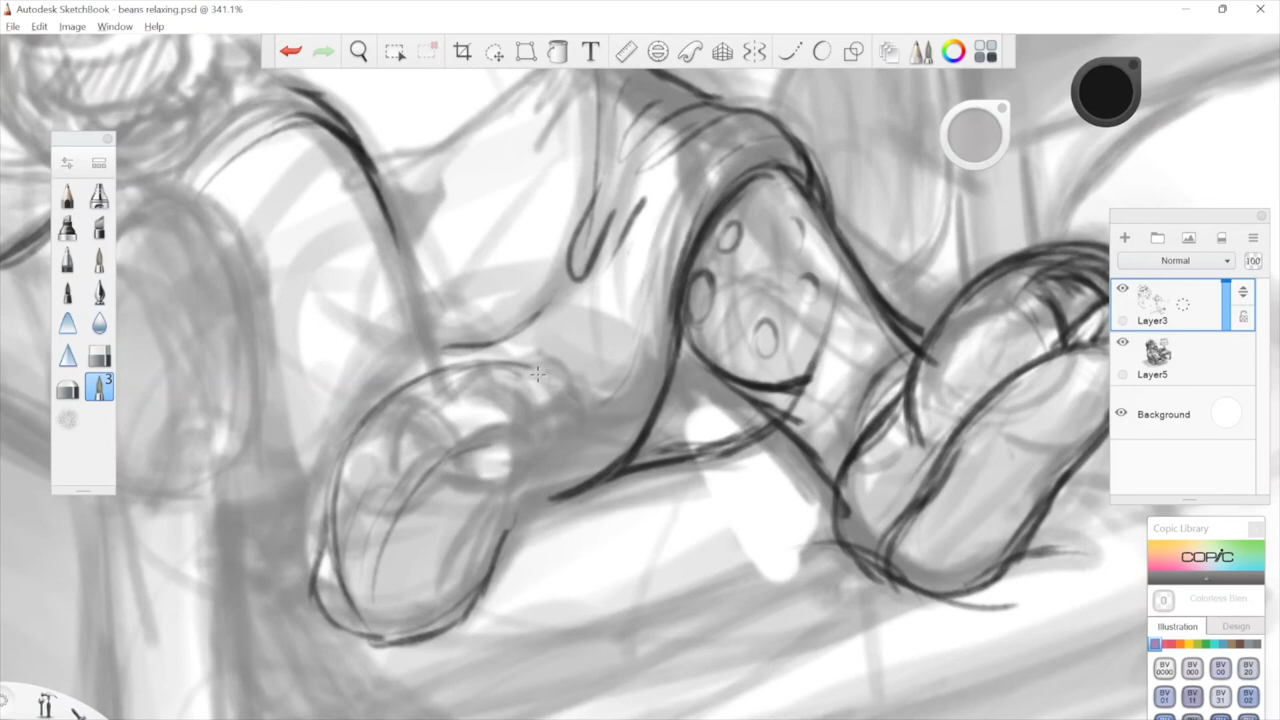 Autodesk SketchBook - beans relaxing.psd @ 341.1%
File Edit Image Window Help
T
3
Normal
100
Layer3
Layer5
Background
Copic Library
COPIC
0 Colorless Blen...
Illustration Design
BV 0000 BV 000 BV 00 BV 20
BV 01 BV 11 BV 31 BV 02